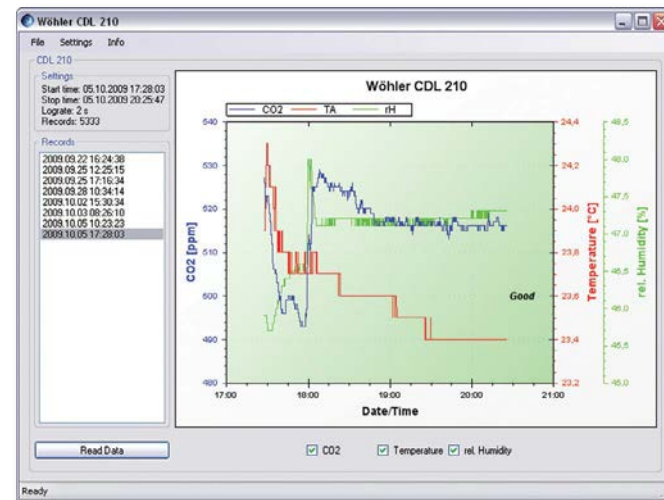 Wöhler CDL 210
File Settings Info
CDL 210
Settings
Start time: 05.10.2009 17:28:03
Stop time: 05.10.2009 20:25:47
Lograte: 2 s
Records: 5333
Records
2009.09.22 16:24:38
2009.09.25 12:25:15
2009.09.25 17:16:34
2009.09.28 10:34:14
2009.10.02 15:30:34
2009.10.03 08:26:10
2009.10.05 10:23:23
2009.10.05 17:28:03
Read Data
Wöhler CDL 210
CO2 TA rH
CO2 [ppm]
540
530
520
510
500
490
480
Temperature [°C]
24,4
24,2
24,0
23,8
23,6
23,4
23,2
rel. Humidity [%]
48,5
48,0
47,5
47,0
46,5
46,0
45,5
45,0
Good
17:00 18:00 19:00 20:00 21:00
Date/Time
CO2 Temperature rel. Humidity
Ready